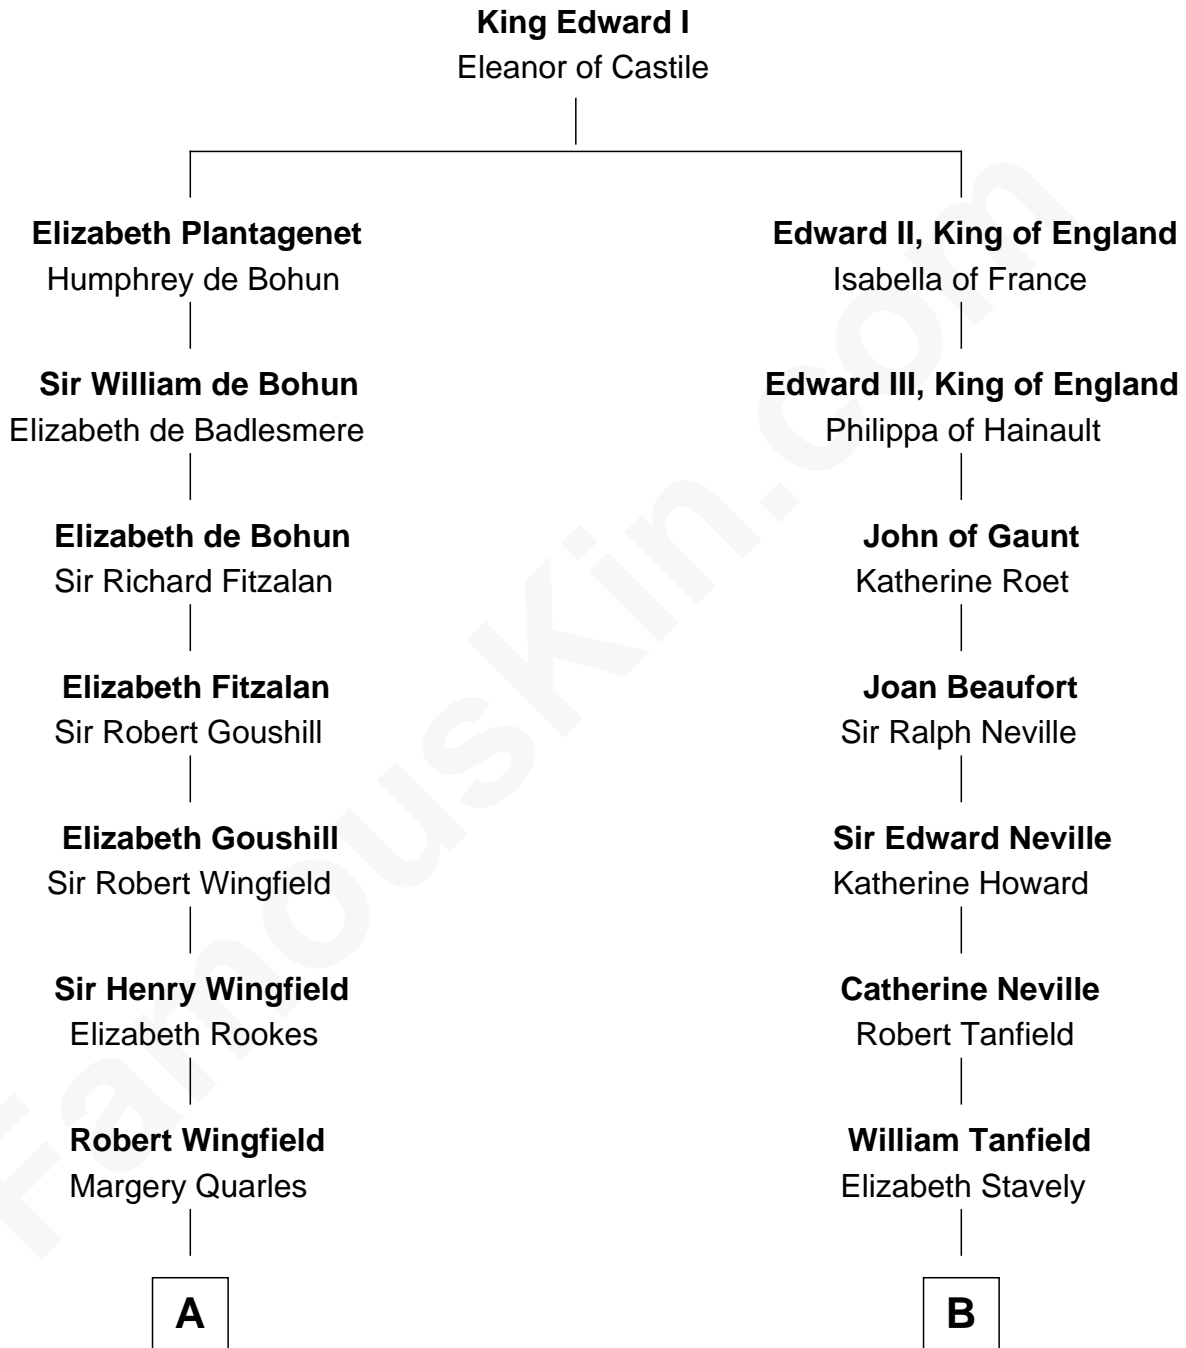 King Edward I
Eleanor of Castile
Elizabeth Plantagenet
Humphrey de Bohun
Edward II, King of England
Isabella of France
Sir William de Bohun
Elizabeth de Badlesmere
Edward III, King of England
Philippa of Hainault
Elizabeth de Bohun
Sir Richard Fitzalan
John of Gaunt
Katherine Roet
Elizabeth Fitzalan
Sir Robert Goushill
Joan Beaufort
Sir Ralph Neville
Elizabeth Goushill
Sir Robert Wingfield
Sir Edward Neville
Katherine Howard
Sir Henry Wingfield
Elizabeth Rookes
Catherine Neville
Robert Tanfield
Robert Wingfield
Margery Quarles
William Tanfield
Elizabeth Stavely
A
B
FamousKin.com